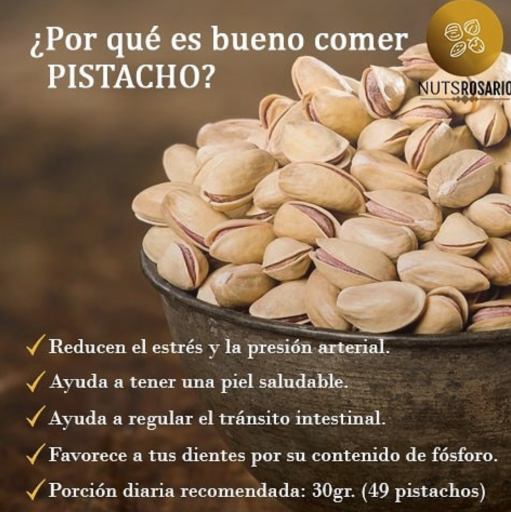 ¿Por qué es bueno comer
PISTACHO?
NUTSROSARIO
Reducen el estrés y la presión arterial.
Ayuda a tener una piel saludable.
Ayuda a regular el tránsito intestinal.
Favorece a tus dientes por su contenido de fósforo.
Porción diaria recomendada: 30gr. (49 pistachos)